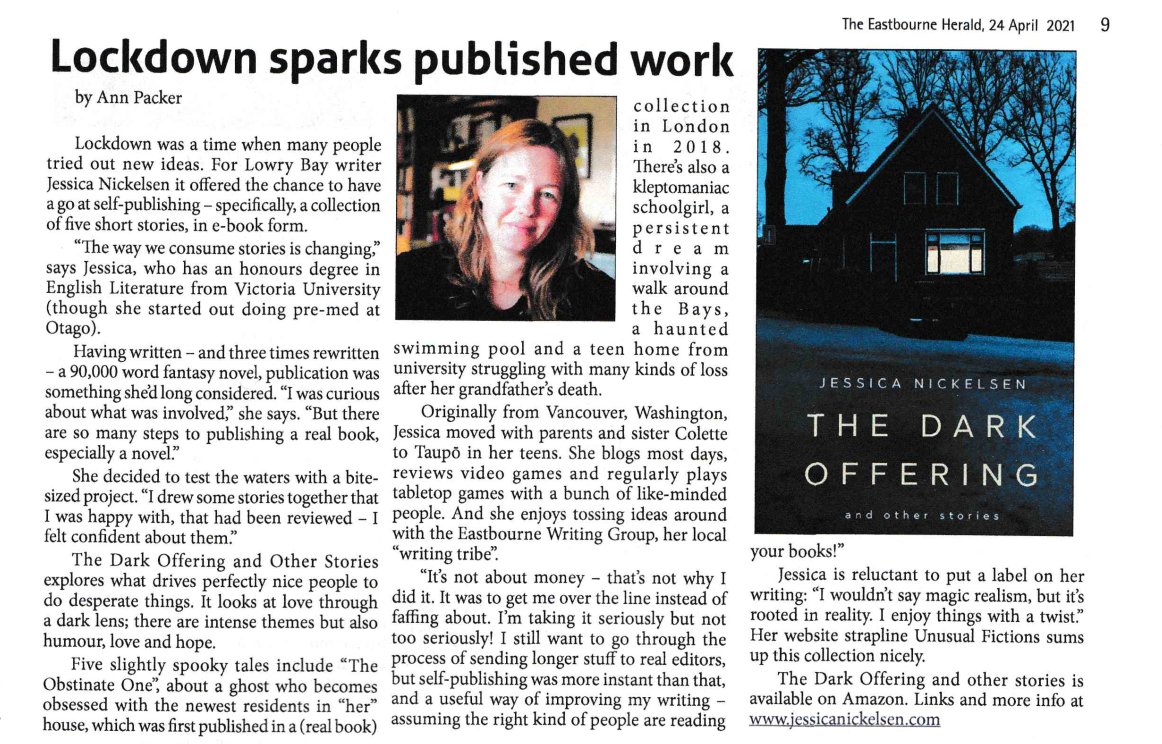 The Eastbourne Herald, 24 April 2021 9
Lockdown sparks published work
by Ann Packer
Lockdown was a time when many people
tried out new ideas. For Lowry Bay writer
Jessica Nickelsen it offered the chance to have
a go at self-publishing – specifically, a collection
of five short stories, in e-book form.
"The way we consume stories is changing,"
says Jessica, who has an honours degree in
English Literature from Victoria University
(though she started out doing pre-med at
Otago).
Having written – and three times rewritten
– a 90,000 word fantasy novel, publication was
something she'd long considered. "I was curious
about what was involved," she says. "But there
are so many steps to publishing a real book,
especially a novel."
She decided to test the waters with a bite-
sized project. "I drew some stories together that
I was happy with, that had been reviewed – I
felt confident about them."
The Dark Offering and Other Stories
explores what drives perfectly nice people to
do desperate things. It looks at love through
a dark lens; there are intense themes but also
humour, love and hope.
Five slightly spooky tales include "The
Obstinate One", about a ghost who becomes
obsessed with the newest residents in "her"
house, which was first published in a (real book)
collection
in London
in 2018.
There's also a
kleptomaniac
schoolgirl, a
persistent
dream
involving a
walk around
the Bays,
a haunted
swimming pool and a teen home from
university struggling with many kinds of loss
after her grandfather's death.
Originally from Vancouver, Washington,
Jessica moved with parents and sister Colette
to Taupō in her teens. She blogs most days,
reviews video games and regularly plays
tabletop games with a bunch of like-minded
people. And she enjoys tossing ideas around
with the Eastbourne Writing Group, her local
"writing tribe".
"It's not about money – that's not why I
did it. It was to get me over the line instead of
faffing about. I'm taking it seriously but not
too seriously! I still want to go through the
process of sending longer stuff to real editors,
but self-publishing was more instant than that,
and a useful way of improving my writing –
assuming the right kind of people are reading
JESSICA NICKELSEN
THE DARK
OFFERING
and other stories
your books!"
Jessica is reluctant to put a label on her
writing: "I wouldn't say magic realism, but it's
rooted in reality. I enjoy things with a twist."
Her website strapline Unusual Fictions sums
up this collection nicely.
The Dark Offering and other stories is
available on Amazon. Links and more info at
www.jessicanickelsen.com